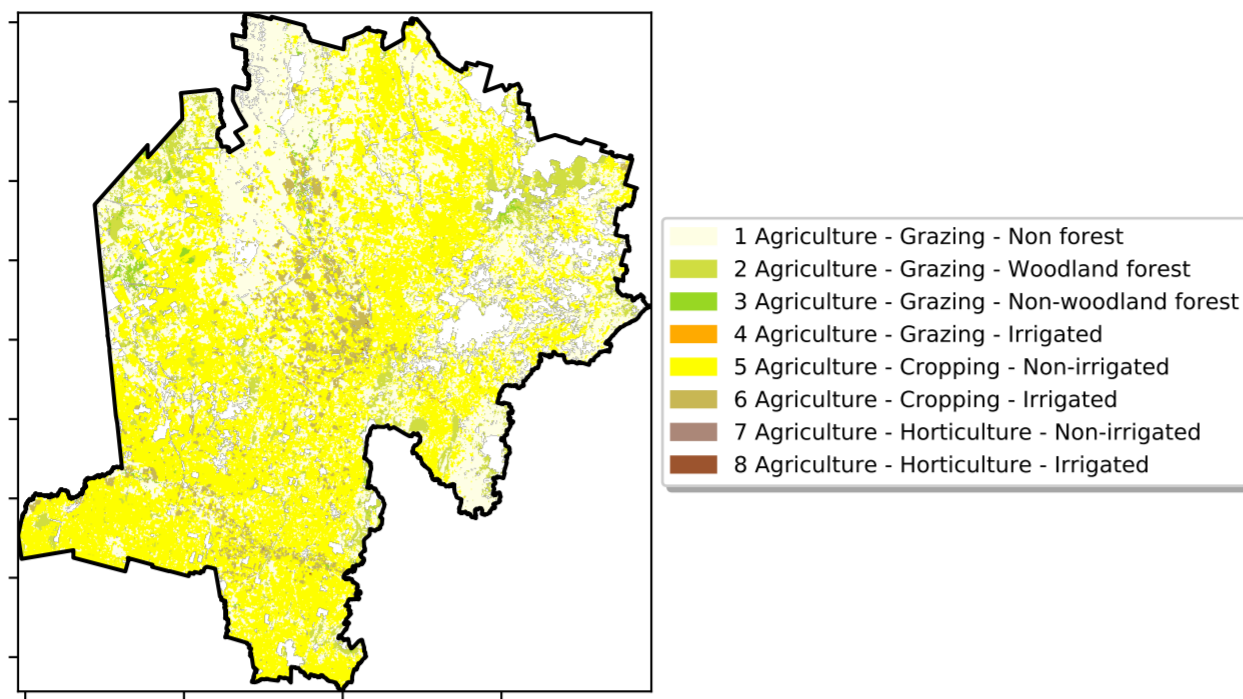 1 Agriculture - Grazing - Non forest
2 Agriculture - Grazing - Woodland forest
3 Agriculture - Grazing - Non-woodland forest
4 Agriculture - Grazing - Irrigated
5 Agriculture - Cropping - Non-irrigated
6 Agriculture - Cropping - Irrigated
7 Agriculture - Horticulture - Non-irrigated
8 Agriculture - Horticulture - Irrigated